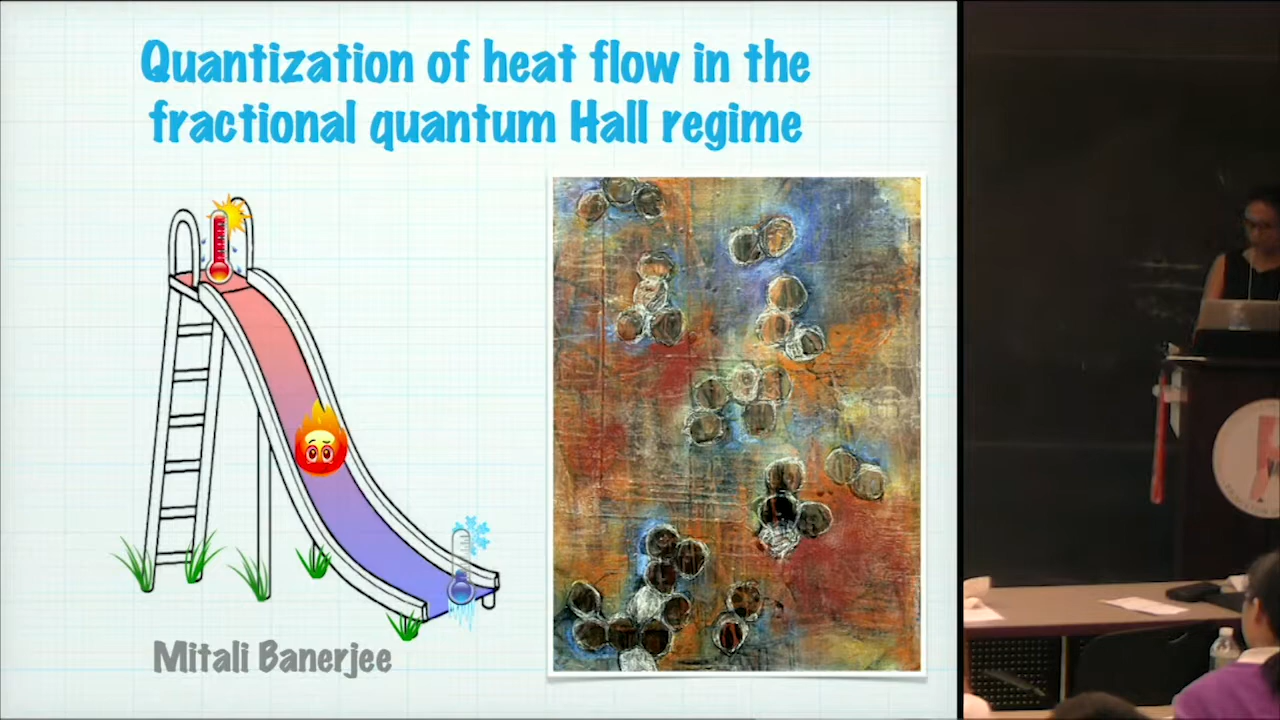 Quantization of heat flow in the
fractional quantum Hall regime
Mitali Banerjee